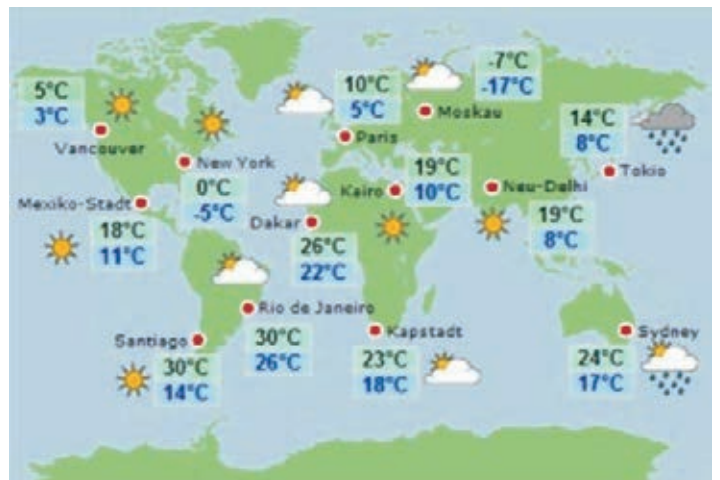 -7°C
-17°C
5°C
3°C
10°C
5°C
Moskau
14°C
8°C
Vancouver
Paris
New York
19°C
10°C
Tokio
Kairo
Neu-Delhi
0°C
-5°C
Mexiko-Stadt
18°C
11°C
Dakar
26°C
22°C
19°C
8°C
Rio de Janeiro
30°C
26°C
Santiago
30°C
14°C
Kapstadt
23°C
18°C
Sydney
24°C
17°C